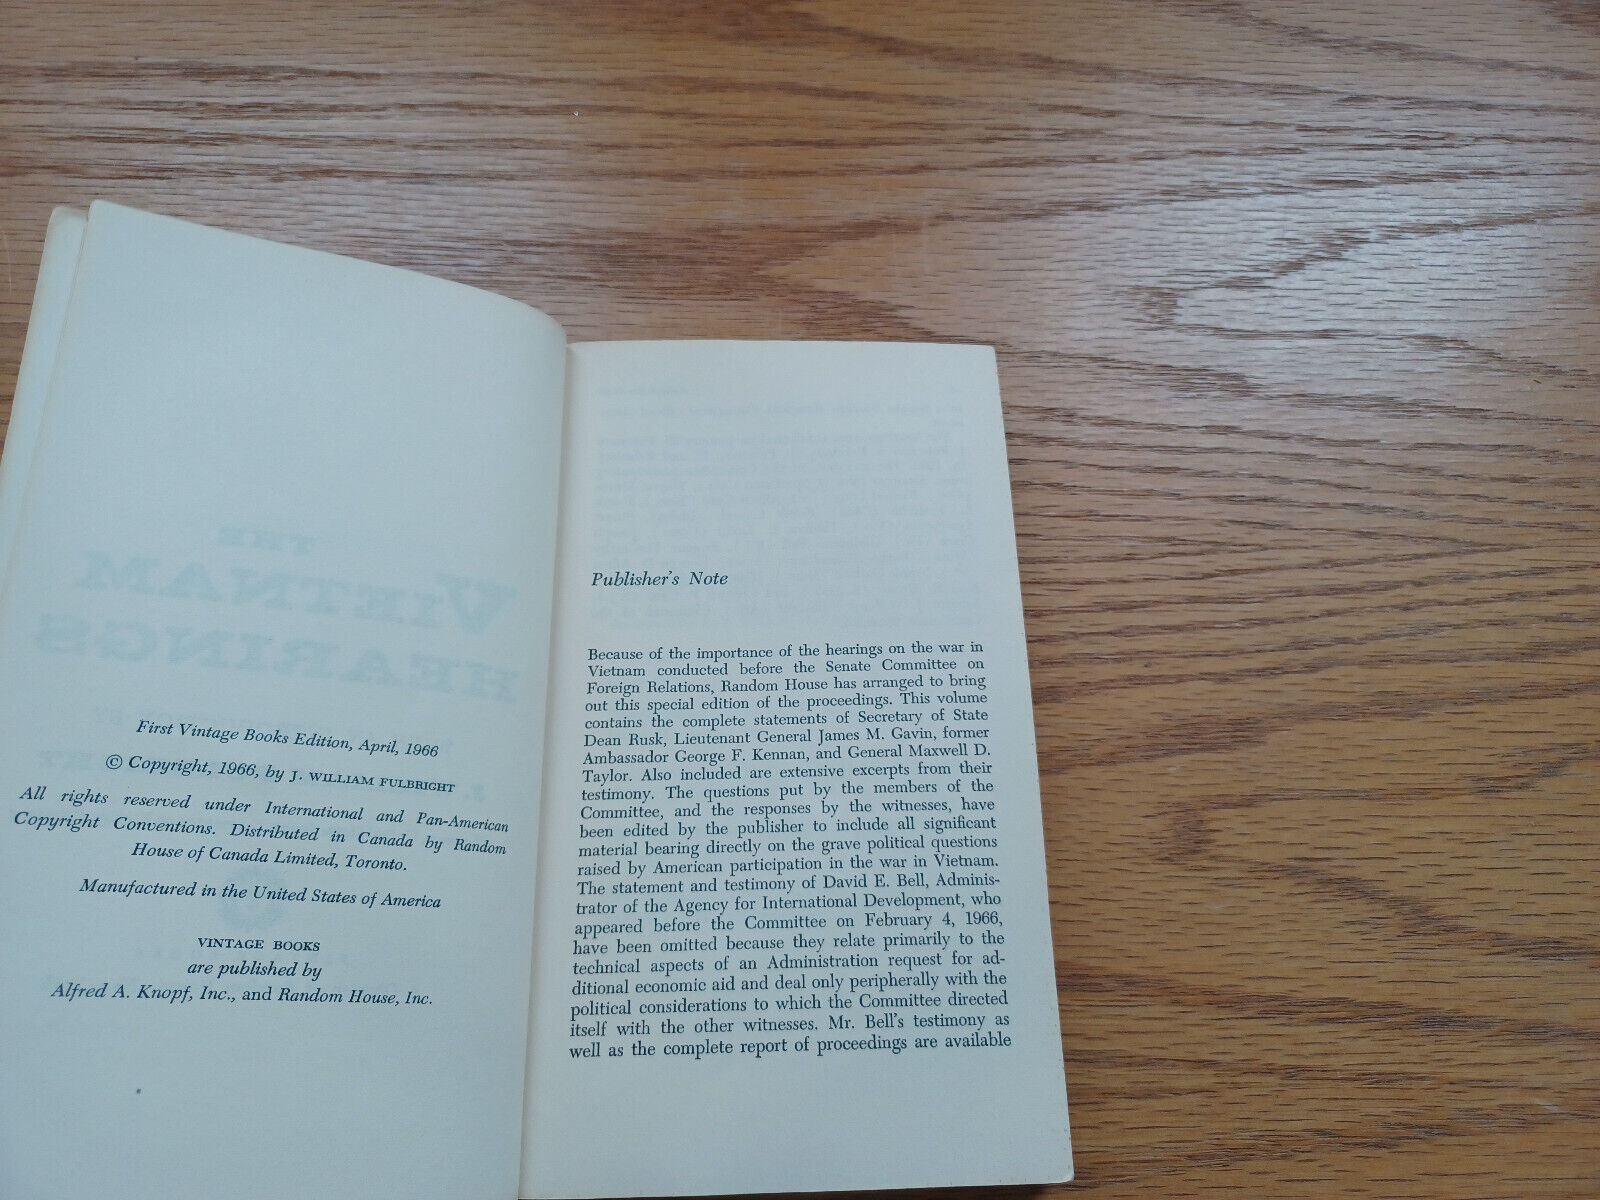 First Vintage Books Edition, April, 1966
© Copyright, 1966, by J. WILLIAM FULBRIGHT
All rights reserved under International and Pan-American
Copyright Conventions. Distributed in Canada by Random
House of Canada Limited, Toronto.
Manufactured in the United States of America
VINTAGE BOOKS
are published by
Alfred A. Knopf, Inc., and Random House, Inc.
THE
VIETNAM
HEARINGS
Publisher's Note
Because of the importance of the hearings on the war in
Vietnam conducted before the Senate Committee on
Foreign Relations, Random House has arranged to bring
out this special edition of the proceedings. This volume
contains the complete statements of Secretary of State
Dean Rusk, Lieutenant General James M. Gavin, former
Ambassador George F. Kennan, and General Maxwell D.
Taylor. Also included are extensive excerpts from their
testimony. The questions put by the members of the
Committee, and the responses by the witnesses, have
been edited by the publisher to include all significant
material bearing directly on the grave political questions
raised by American participation in the war in Vietnam.
The statement and testimony of David E. Bell, Adminis-
trator of the Agency for International Development, who
appeared before the Committee on February 4, 1966,
have been omitted because they relate primarily to the
technical aspects of an Administration request for ad-
ditional economic aid and deal only peripherally with the
political considerations to which the Committee directed
itself with the other witnesses. Mr. Bell's testimony as
well as the complete report of proceedings are available